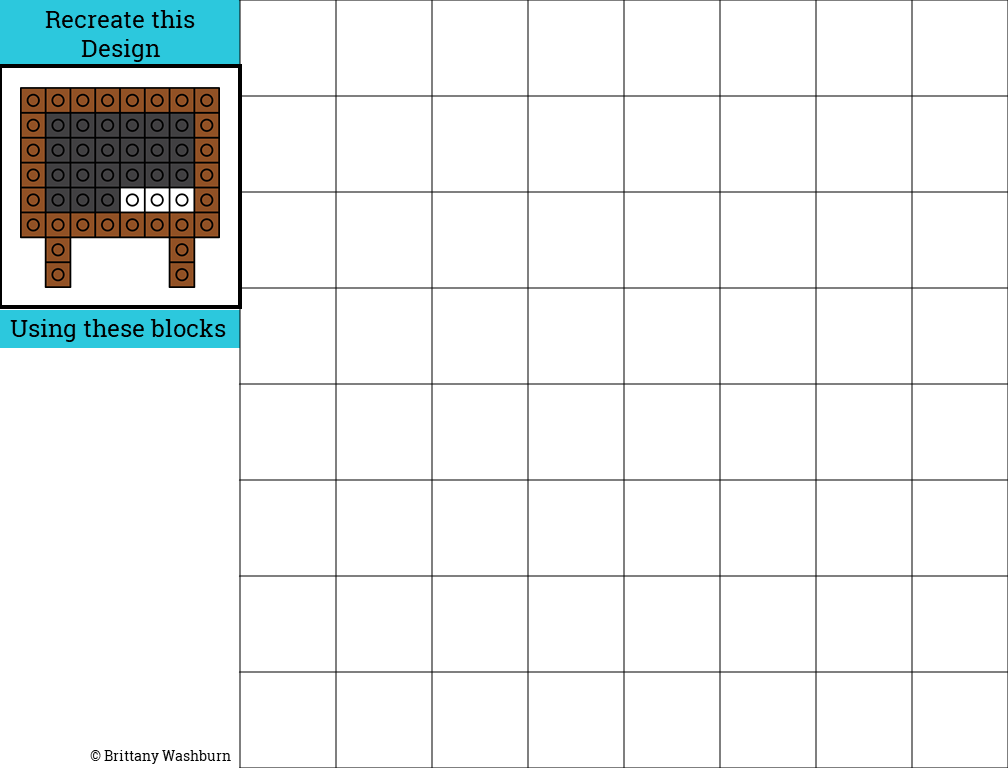 Recreate this
Design
Using these blocks
© Brittany Washburn